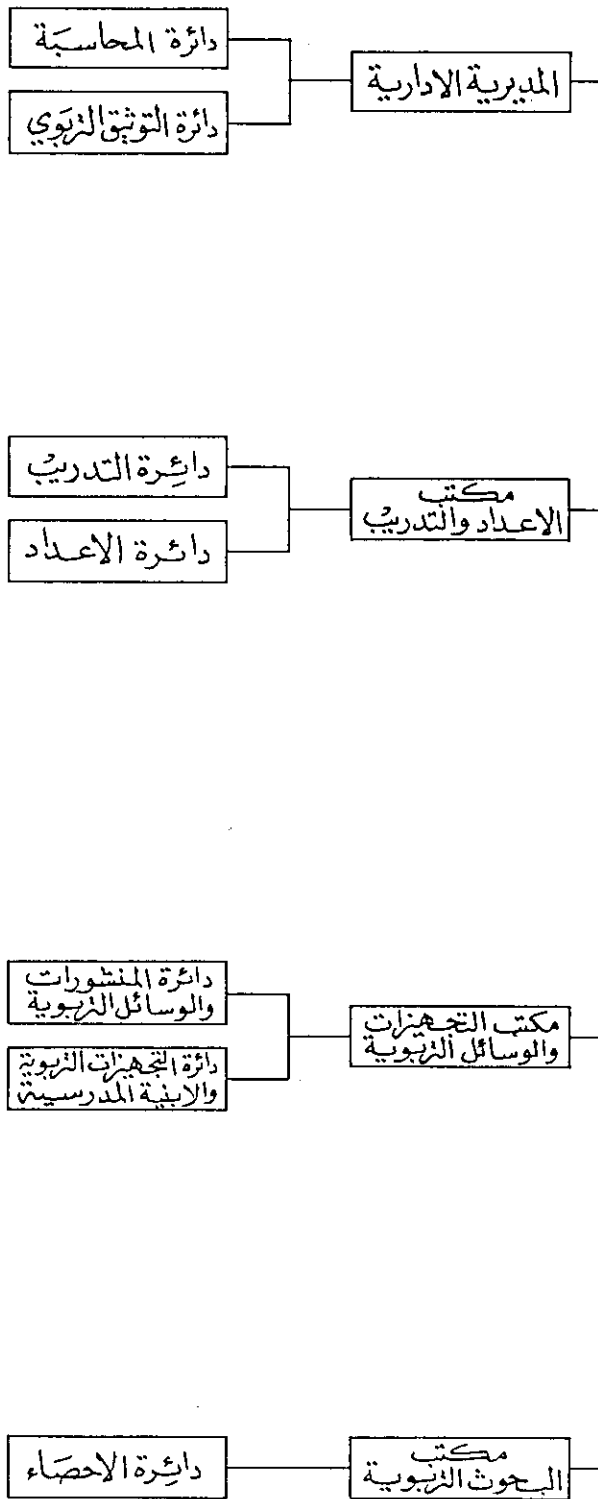 المديرية الادارية
دائرة المحاسبة
دائرة التوثيق التربوي
مكتب
الاعداد والتدريب
دائرة التدريب
دائرة الاعداد
مكتب التجهيزات
والوسائل التربوية
دائرة المنشورات
والوسائل التربوية
دائرة التجهيزات التربوية
والابنية المدرسية
مكتب
البحوث التربوية
دائرة الاحصاء